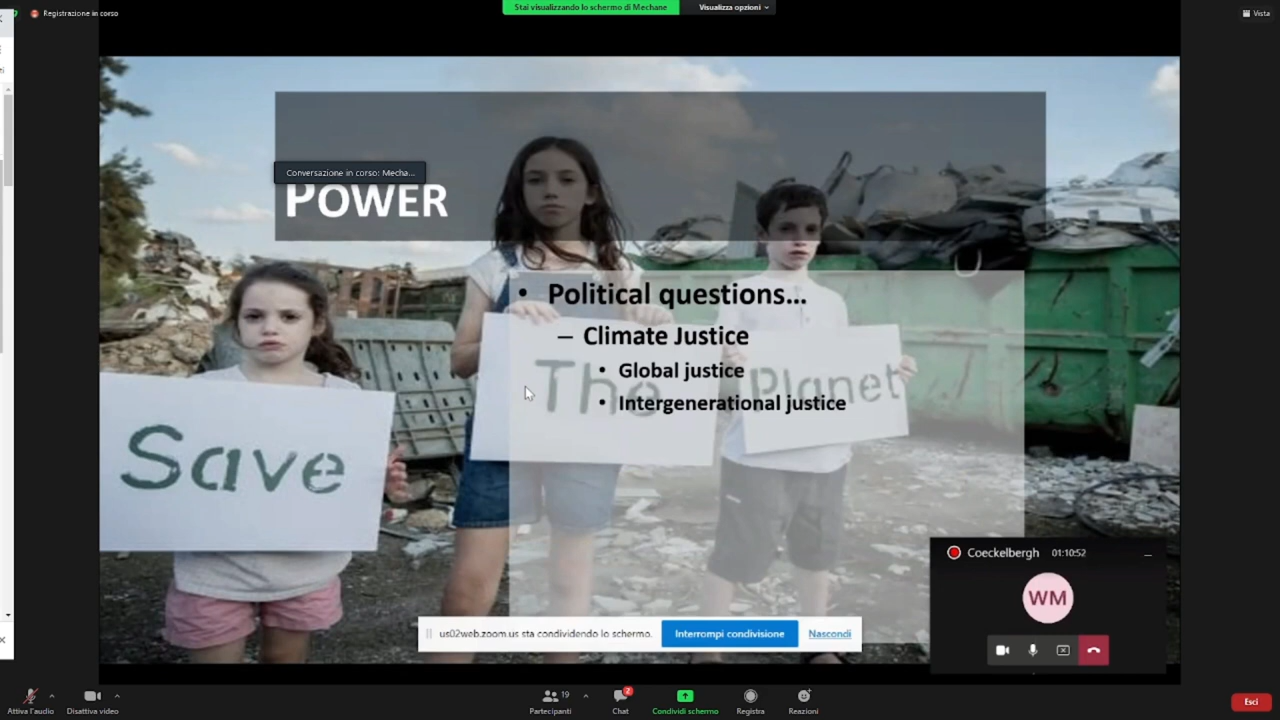 Registrazione in corso
Stai visualizzando lo schermo di Mechane
Visualizza opzioni
Vista
Conversazione in corso: Mecha...
POWER
• Political questions...
– Climate Justice
• Global justice
• Intergenerational justice
Save
The
Planet
Coeckelbergh 01:10:52
WM
us02web.zoom.us sta condividendo lo schermo.
Interrompi condivisione
Nascondi
Attiva l'audio
Disattiva video
19
Partecipanti
2
Chat
Condividi schermo
Registra
Reazioni
Esci